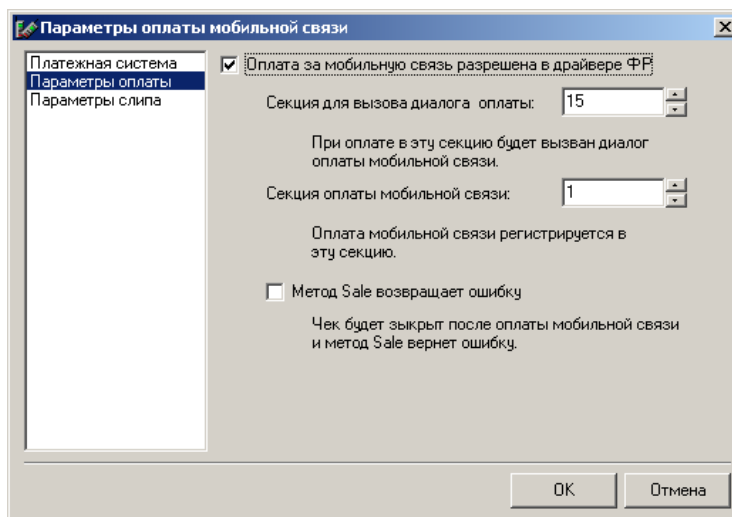 Параметры оплаты мобильной связи
Платежная система
Параметры оплаты
Параметры слипа
Оплата за мобильную связь разрешена в драйвере ФР
Секция для вызова диалога оплаты: 15
При оплате в эту секцию будет вызван диалог
оплаты мобильной связи.
Секция оплаты мобильной связи: 1
Оплата мобильной связи регистрируется в
эту секцию.
Метод Sale возвращает ошибку
Чек будет зыкрыт после оплаты мобильной связи
и метод Sale вернет ошибку.
OK Отмена